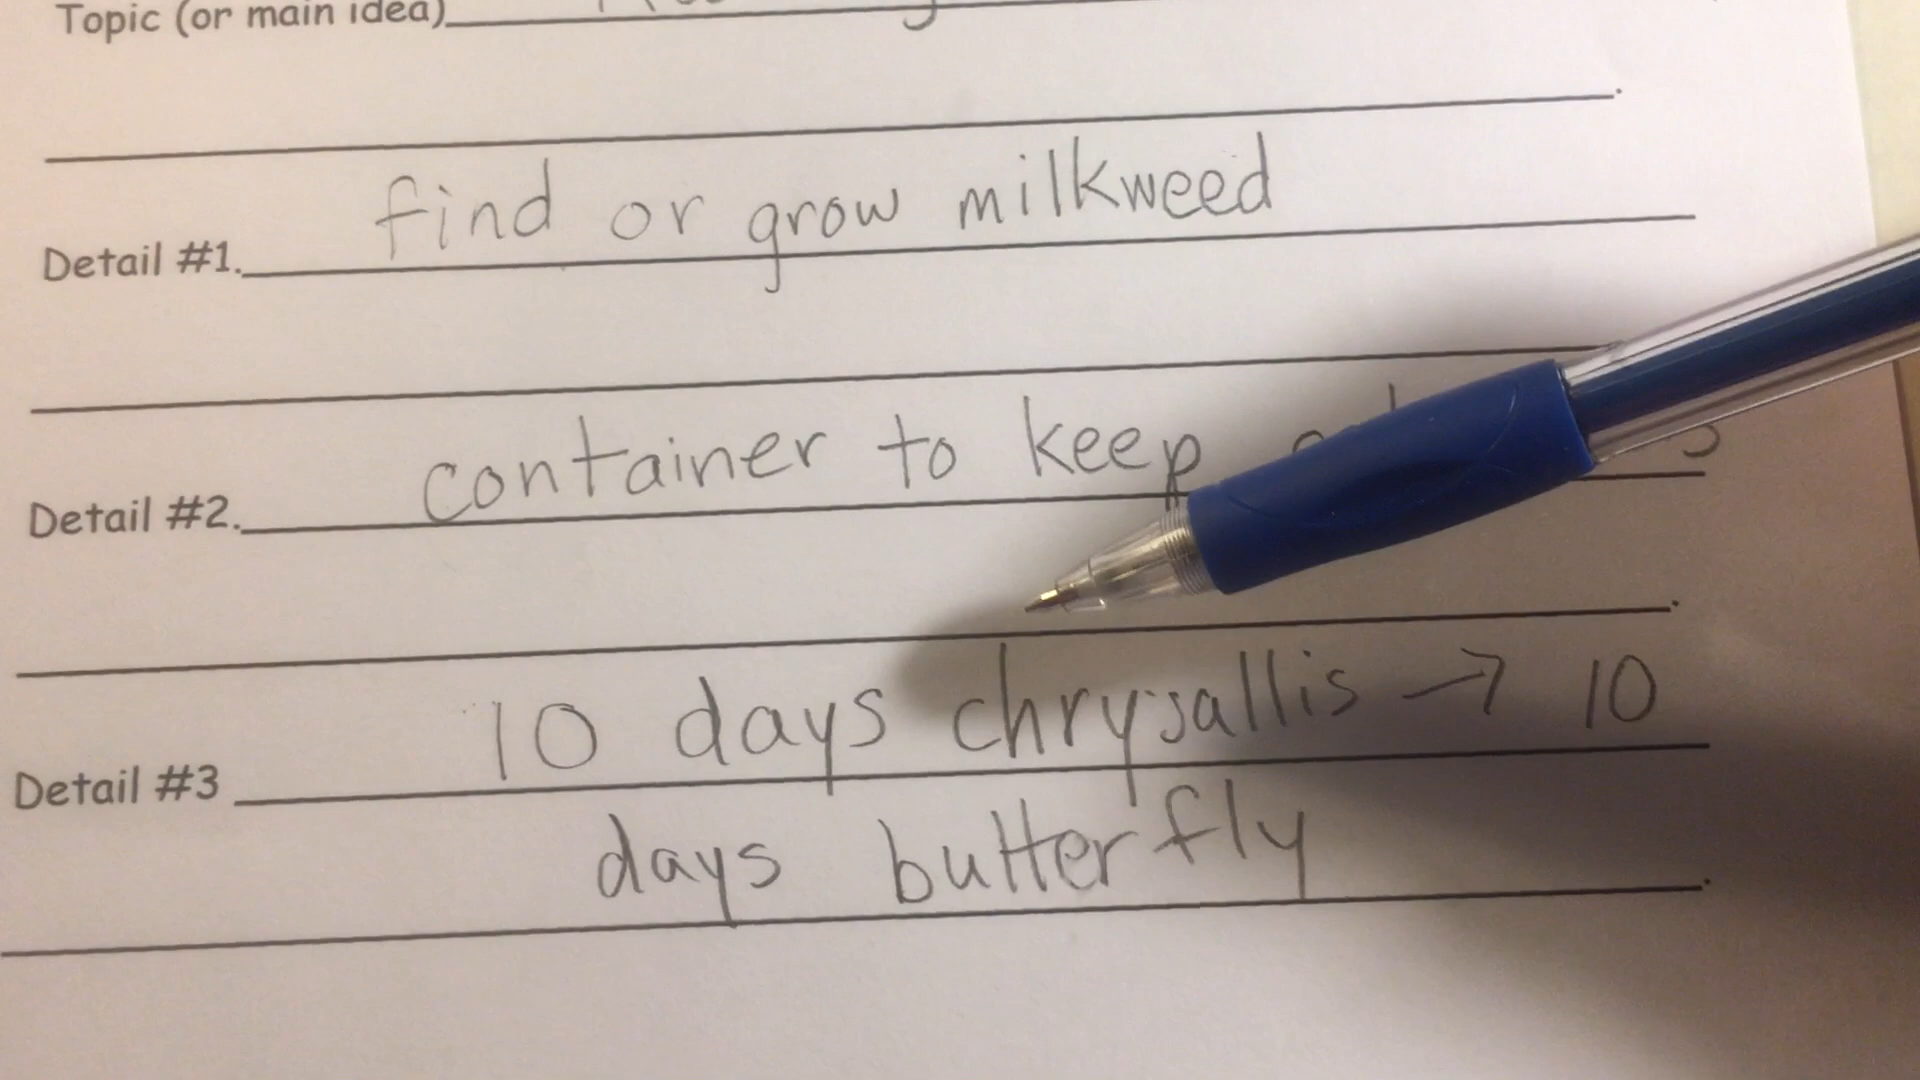 Topic (or main idea)
find or grow milkweed
Detail #1.
container to keep
Detail #2.
10 days chrysallis → 10
Detail #3
days butterfly